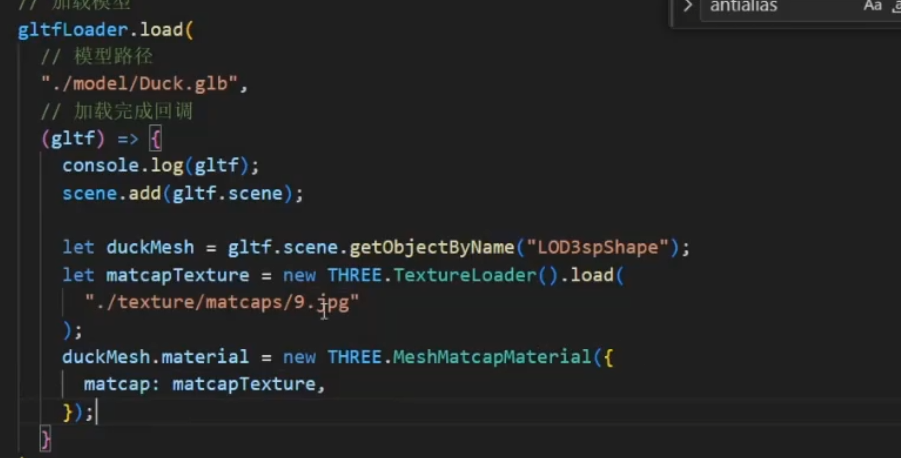 // 加载模型
antialias
Aa
gltfLoader.load(
// 模型路径
"./model/Duck.glb",
// 加载完成回调
(gltf) => {
console.log(gltf);
scene.add(gltf.scene);
let duckMesh = gltf.scene.getObjectByName("LOD3spShape");
let matcapTexture = new THREE.TextureLoader().load(
"./texture/matcaps/9.jpg"
);
duckMesh.material = new THREE.MeshMatcapMaterial({
matcap: matcapTexture,
});
}